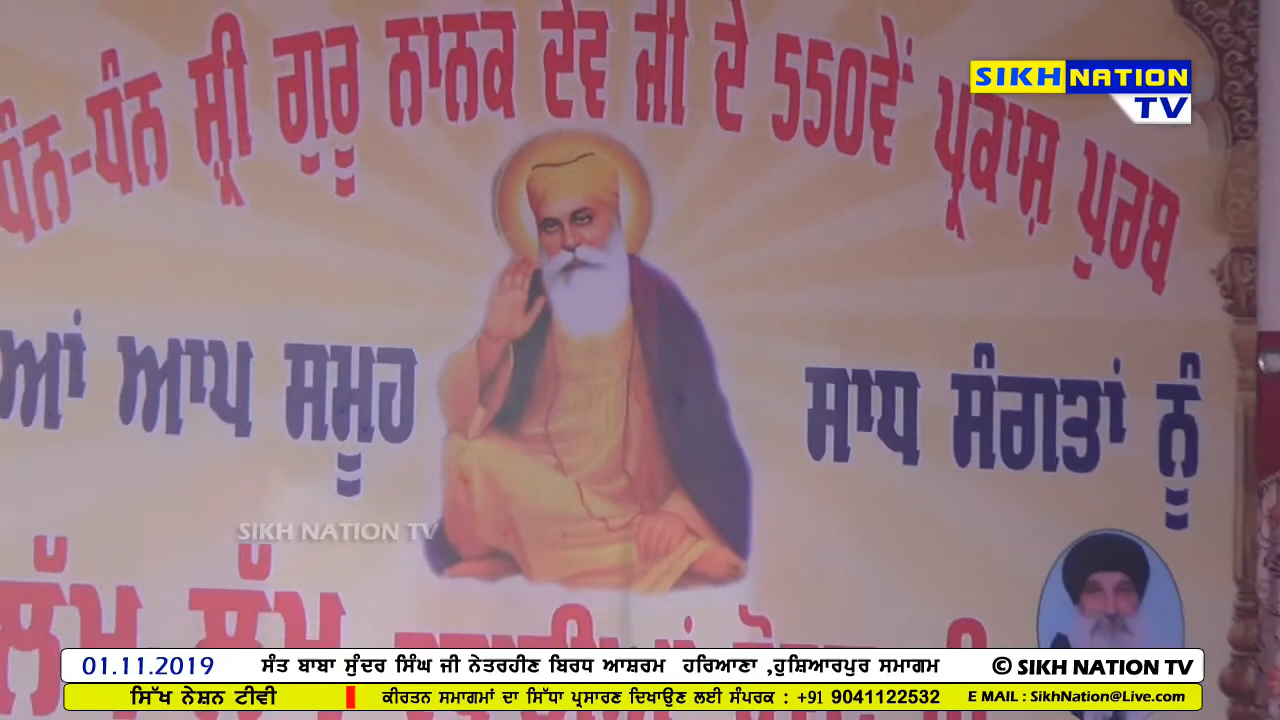 ਧੰਨ-ਧੰਨ ਸ਼੍ਰੀ ਗੁਰੂ ਨਾਨਕ ਦੇਵ ਜੀ ਦੇ 550ਵੇਂ ਪ੍ਰਕਾਸ਼ ਪੁਰਬ
SIKH NATION
TV
ਆਂ ਆਪ ਸਮੂਹ ਸਾਧ ਸੰਗਤਾਂ ਨੂੰ
SIKH NATION TV
ਲੱਖ ਲੱਖ
01.11.2019 ਸੰਤ ਬਾਬਾ ਸੁੰਦਰ ਸਿੰਘ ਜੀ ਨੇਤਰਹੀਣ ਬਿਰਧ ਆਸ਼ਰਮ ਹਰਿਆਣਾ ,ਹੁਸ਼ਿਆਰਪੁਰ ਸਮਾਗਮ © SIKH NATION TV
ਸਿੱਖ ਨੇਸ਼ਨ ਟੀਵੀ ਕੀਰਤਨ ਸਮਾਗਮਾਂ ਦਾ ਸਿੱਧਾ ਪ੍ਰਸਾਰਣ ਦਿਖਾਉਣ ਲਈ ਸੰਪਰਕ : +91 9041122532 E MAIL : SikhNation@Live.com